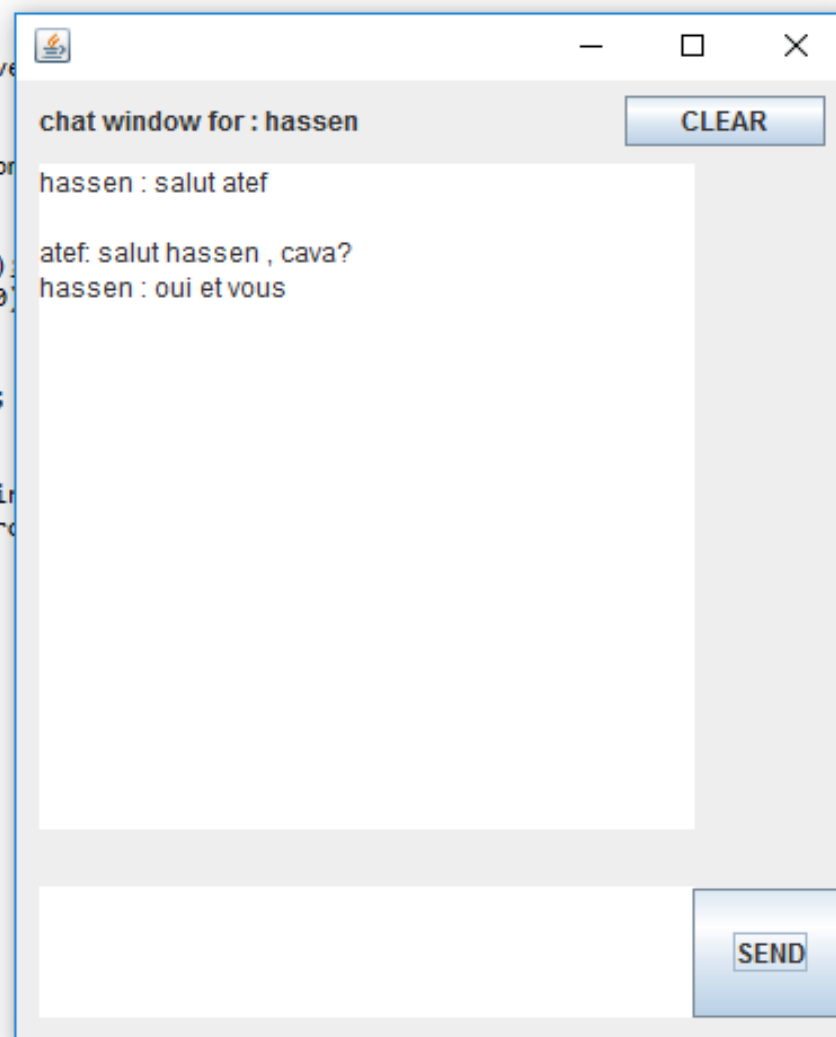 chat window for : hassen
CLEAR
hassen : salut atef
atef: salut hassen , cava?
hassen : oui et vous
SEND